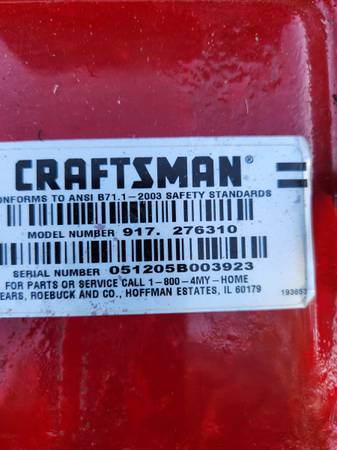 CRAFTSMAN®
ONFORMS TO ANSI B71.1-2003 SAFETY STANDARDS
MODEL NUMBER 917. 276310
SERIAL NUMBER 051205B003923
FOR PARTS OR SERVICE CALL 1-800-4MY-HOME
EARS, ROEBUCK AND CO., HOFFMAN ESTATES, IL 60179